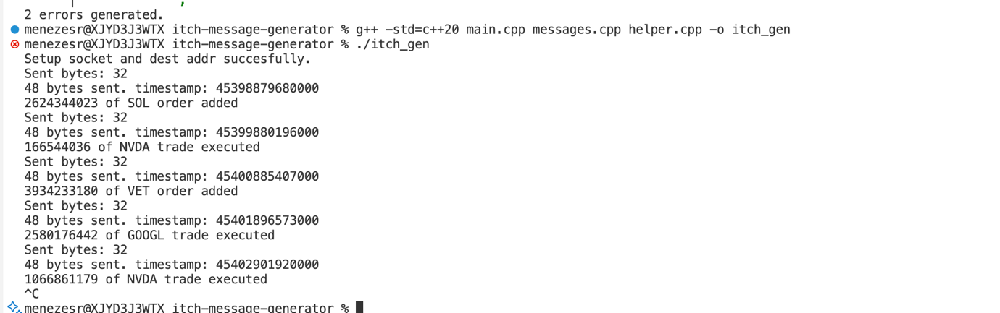 ,
2 errors generated.
menezesr@XJYD3J3WTX itch-message-generator % g++ -std=c++20 main.cpp messages.cpp helper.cpp -o itch_gen
menezesr@XJYD3J3WTX itch-message-generator % ./itch_gen
Setup socket and dest addr succesfully.
Sent bytes: 32
48 bytes sent. timestamp: 45398879680000
2624344023 of SOL order added
Sent bytes: 32
48 bytes sent. timestamp: 45399880196000
166544036 of NVDA trade executed
Sent bytes: 32
48 bytes sent. timestamp: 45400885407000
3934233180 of VET order added
Sent bytes: 32
48 bytes sent. timestamp: 45401896573000
2580176442 of GOOGL trade executed
Sent bytes: 32
48 bytes sent. timestamp: 45402901920000
1066861179 of NVDA trade executed
^C
menezesr@XJYD3J3WTX itch-message-generator %